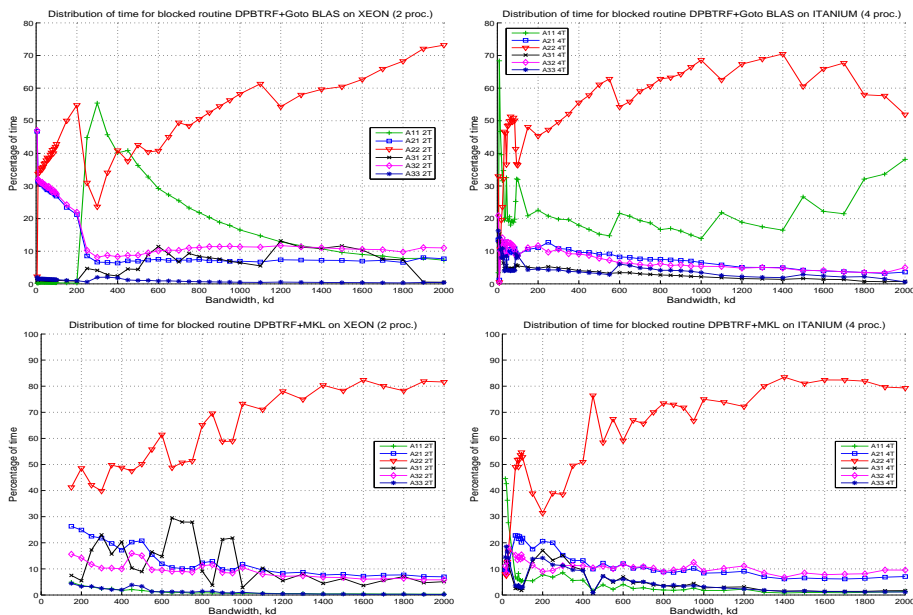 Distribution of time for blocked routine DPBTRF+Goto BLAS on XEON (2 proc.)
Percentage of time
80
70
60
50
40
30
20
10
0
0 200 400 600 800 1000 1200 1400 1600 1800 2000
Bandwidth, kd
A11 2T
A21 2T
A22 2T
A31 2T
A32 2T
A33 2T
Distribution of time for blocked routine DPBTRF+Goto BLAS on ITANIUM (4 proc.)
Percentage of time
80
70
60
50
40
30
20
10
0
200 400 600 800 1000 1200 1400 1600 1800 2000
Bandwidth, kd
A11 4T
A21 4T
A22 4T
A31 4T
A32 4T
A33 4T
Distribution of time for blocked routine DPBTRF+MKL on XEON (2 proc.)
Percentage of time
100
90
80
70
60
50
40
30
20
10
0
0 200 400 600 800 1000 1200 1400 1600 1800 2000
Bandwidth, kd
A11 2T
A21 2T
A22 2T
A31 2T
A32 2T
A33 2T
Distribution of time for blocked routine DPBTRF+MKL on ITANIUM (4 proc.)
Percentage of time
100
90
80
70
60
50
40
30
20
10
0
0 200 400 600 800 1000 1200 1400 1600 1800 2000
Bandwidth, kd
A11 4T
A21 4T
A22 4T
A31 4T
A32 4T
A33 4T